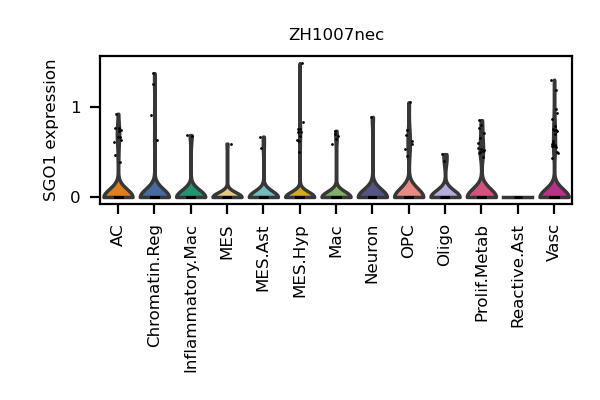 ZH1007nec
SGO1 expression
1
0
AC
Chromatin.Reg
Inflammatory.Mac
MES
MES.Ast
MES.Hyp
Mac
Neuron
OPC
Oligo
Prolif.Metab
Reactive.Ast
Vasc